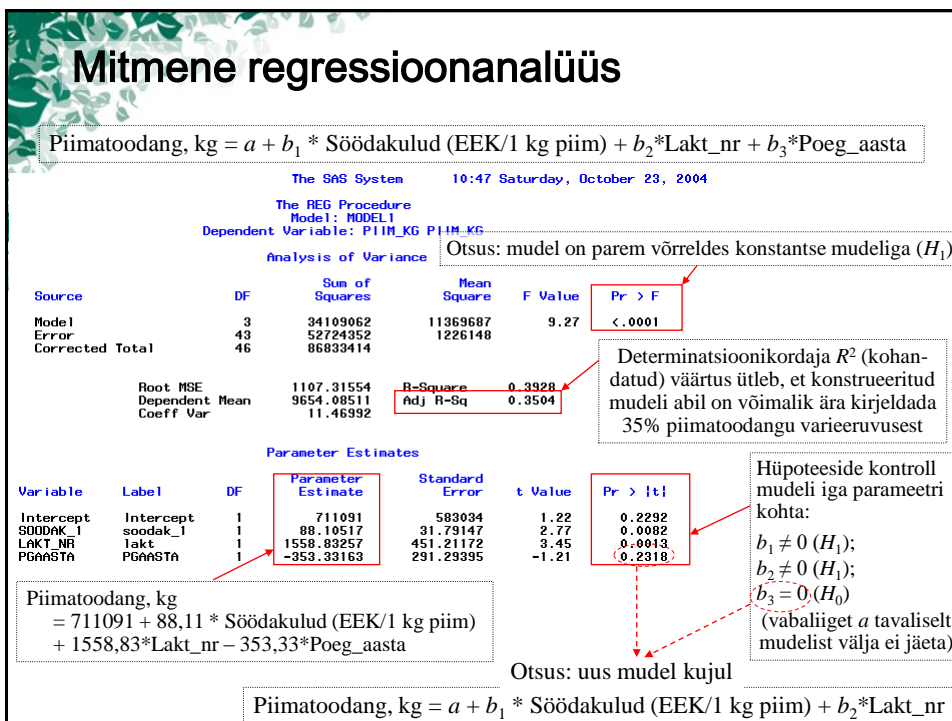 Mitmene regressioonanalüüs
Piimatoodang, kg = a + b1 * Söödakulud (EEK/1 kg piim) + b2*Lakt_nr + b3*Poeg_aasta
The SAS System 10:47 Saturday, October 23, 2004
The REG Procedure
Model: MODEL1
Dependent Variable: PIIM_KG PIIM_KG
Otsus: mudel on parem võrreldes konstantse mudeliga (H1)
Analysis of Variance
Sum of Mean
Source DF Squares Square F Value Pr > F
Model 3 34109062 11369687 9.27 <.0001
Error 43 52724352 1226148
Corrected Total 46 86833414
Root MSE 1107.31554 R-Square 0.3928
Dependent Mean 9654.08511 Adj R-Sq 0.3504
Coeff Var 11.46992
Determinatsioonikordaja R² (kohan-
datud) väärtus ütleb, et konstrueeritud
mudeli abil on võimalik ära kirjeldada
35% piimatoodangu varieeruvusest
Parameter Estimates
Parameter Standard
Variable Label DF Estimate Error t Value Pr > |t|
Intercept Intercept 1 711091 583034 1.22 0.2292
SOODAK_1 soodak_1 1 88.10517 31.79147 2.77 0.0082
LAKT_NR lakt 1 1558.83257 451.21172 3.45 0.0013
PGAASTA PGAASTA 1 -353.33163 291.29395 -1.21 0.2318
Hüpoteeside kontroll
mudeli iga parameetri
kohta:
b1 ≠ 0 (H1);
b2 ≠ 0 (H1);
b3 = 0 (H0)
(vabaliiget a tavaliselt
mudelist välja ei jäeta)
Piimatoodang, kg
= 711091 + 88,11 * Söödakulud (EEK/1 kg piim)
+ 1558,83*Lakt_nr – 353,33*Poeg_aasta
Otsus: uus mudel kujul
Piimatoodang, kg = a + b1 * Söödakulud (EEK/1 kg piim) + b2*Lakt_nr